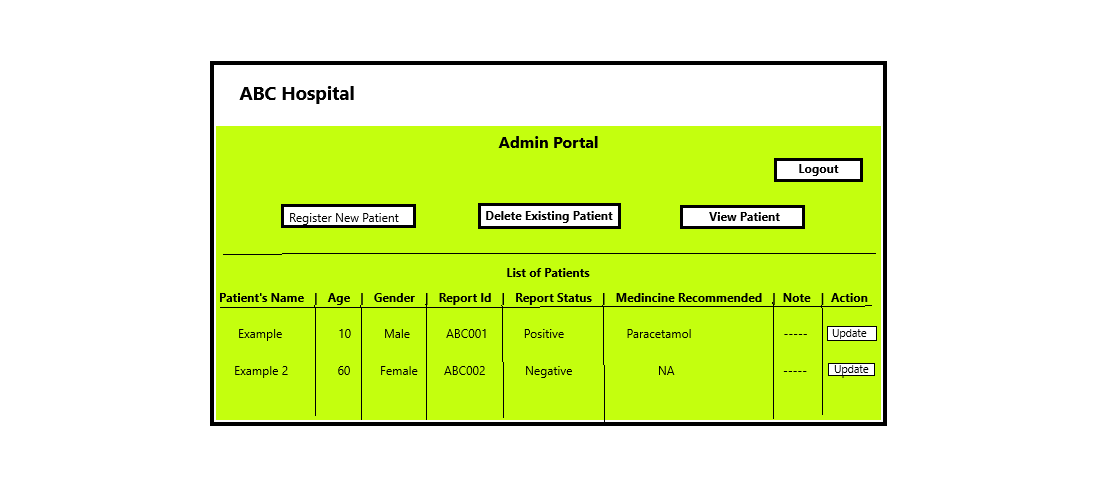 ABC Hospital
Admin Portal
Logout
Register New Patient Delete Existing Patient View Patient
List of Patients
Patient's Name | Age | Gender | Report Id | Report Status | Medincine Recommended | Note | Action
Example 10 Male ABC001 Positive Paracetamol ----- Update
Example 2 60 Female ABC002 Negative NA ----- Update